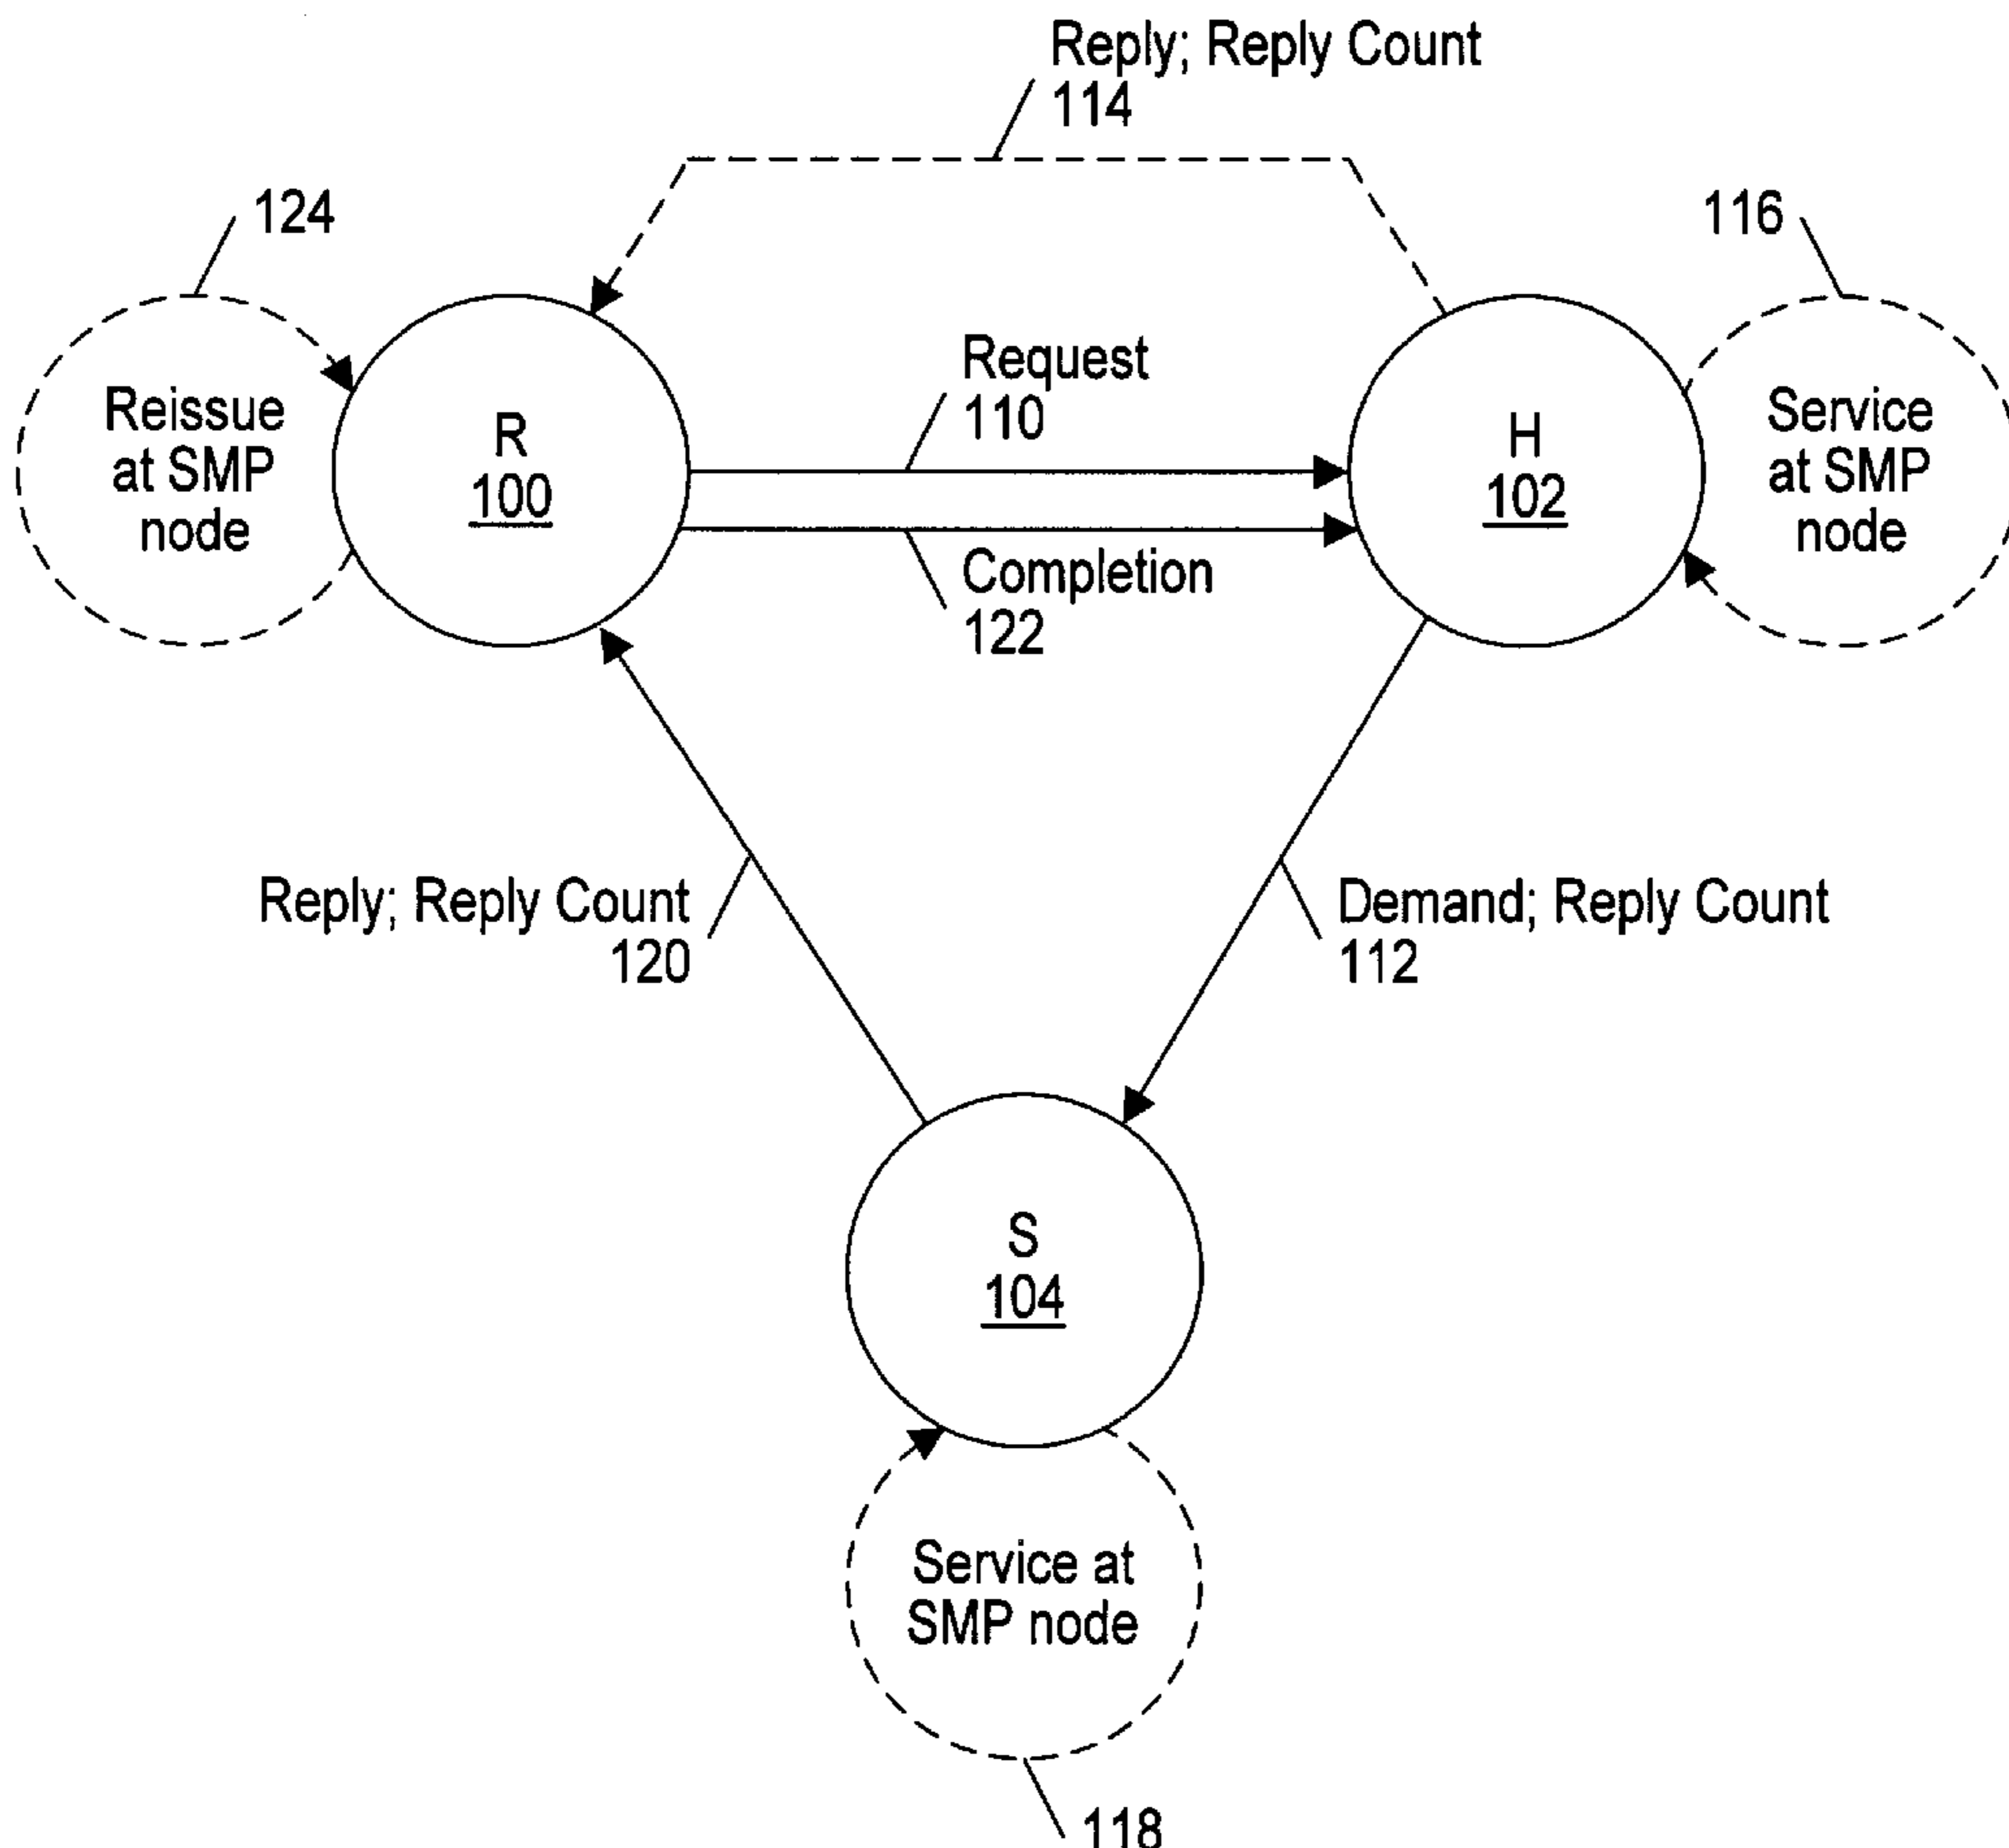 Reply; Reply Count
114
124
116
Request
110
Reissue
at SMP
node
R
100
H
102
Service
at SMP
node
Completion
122
Reply; Reply Count
120
Demand; Reply Count
112
S
104
Service at
SMP node
118